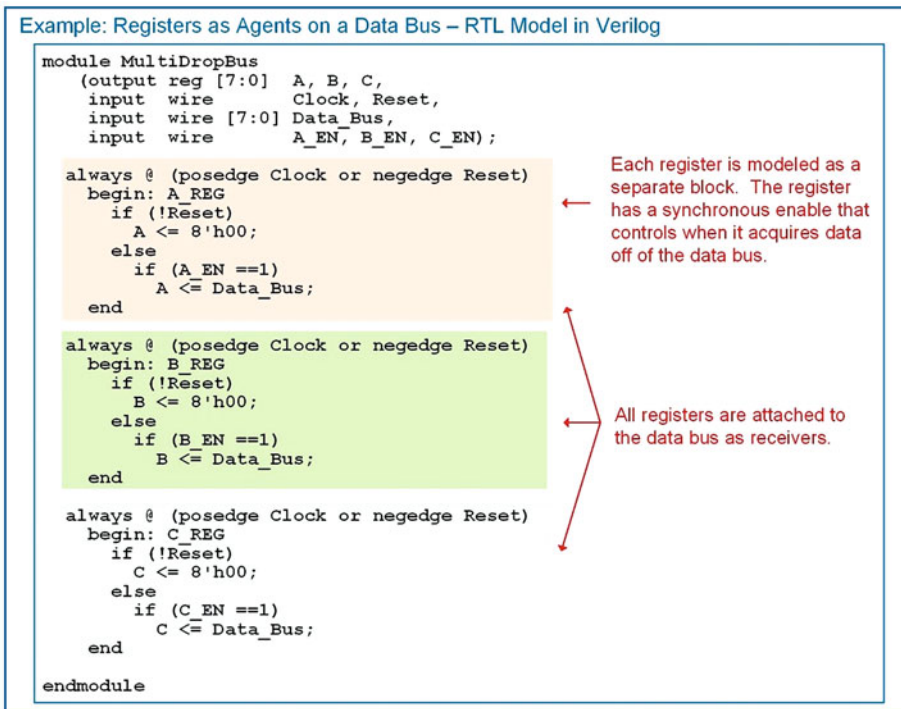 Example: Registers as Agents on a Data Bus – RTL Model in Verilog
module MultiDropBus
(output reg [7:0] A, B, C,
input wire Clock, Reset,
input wire [7:0] Data_Bus,
input wire A_EN, B_EN, C_EN);
always @ (posedge Clock or negedge Reset)
begin: A_REG
if (!Reset)
A <= 8'h00;
else
if (A_EN ==1)
A <= Data_Bus;
end
Each register is modeled as a
separate block. The register
has a synchronous enable that
controls when it acquires data
off of the data bus.
always @ (posedge Clock or negedge Reset)
begin: B_REG
if (!Reset)
B <= 8'h00;
else
if (B_EN ==1)
B <= Data_Bus;
end
All registers are attached to
the data bus as receivers.
always @ (posedge Clock or negedge Reset)
begin: C_REG
if (!Reset)
C <= 8'h00;
else
if (C_EN ==1)
C <= Data_Bus;
end
endmodule